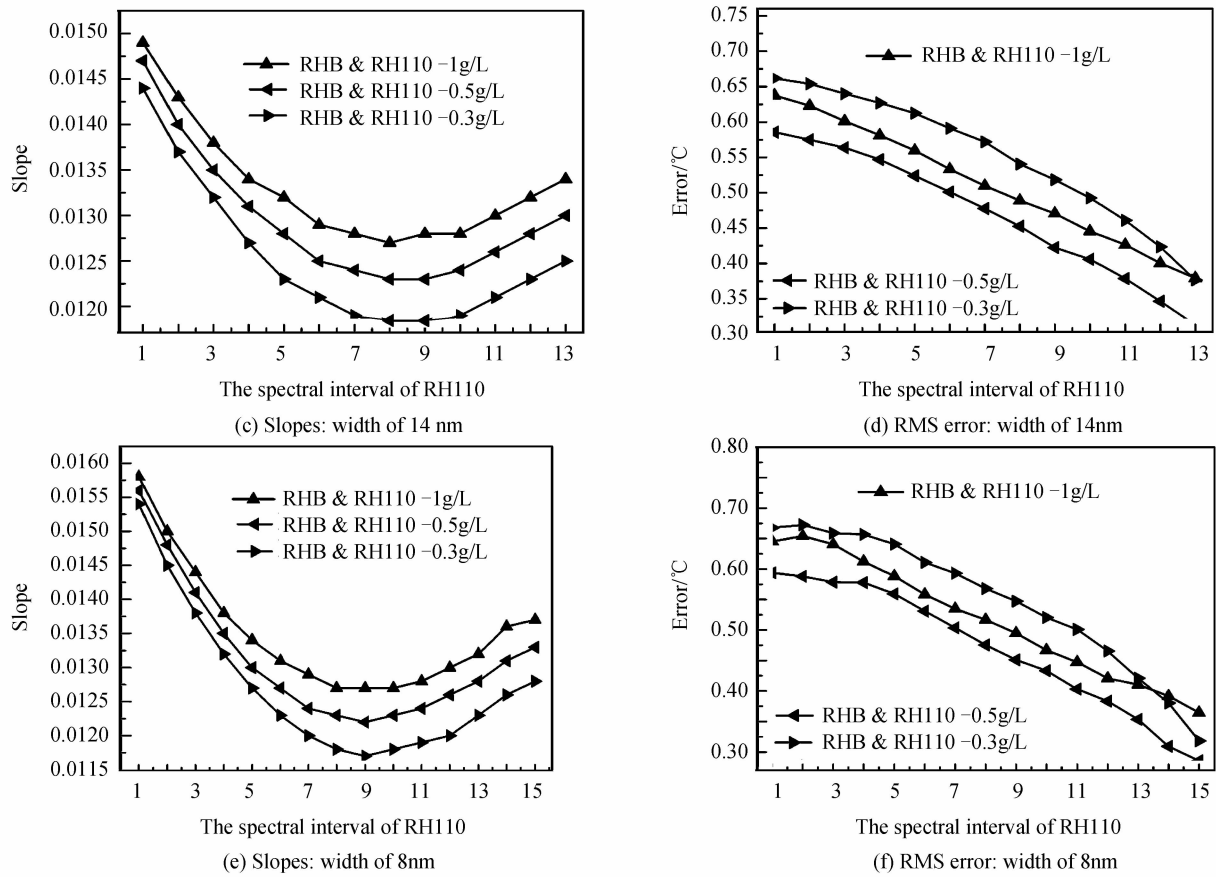 0.0150
0.0145
0.0140
0.0135
0.0130
0.0125
0.0120
Slope
RHB & RH110 −1g/L
RHB & RH110 −0.5g/L
RHB & RH110 −0.3g/L
1 3 5 7 9 11 13
The spectral interval of RH110
(c) Slopes: width of 14 nm
0.75
0.70
0.65
0.60
0.55
0.50
0.45
0.40
0.35
0.30
Error/℃
RHB & RH110 −1g/L
RHB & RH110 −0.5g/L
RHB & RH110 −0.3g/L
1 3 5 7 9 11 13
The spectral interval of RH110
(d) RMS error: width of 14nm
0.0160
0.0155
0.0150
0.0145
0.0140
0.0135
0.0130
0.0125
0.0120
0.0115
Slope
RHB & RH110 −1g/L
RHB & RH110 −0.5g/L
RHB & RH110 −0.3g/L
1 3 5 7 9 11 13 15
The spectral interval of RH110
(e) Slopes: width of 8nm
0.80
0.70
0.60
0.50
0.40
0.30
Error/℃
RHB & RH110 −1g/L
RHB & RH110 −0.5g/L
RHB & RH110 −0.3g/L
1 3 5 7 9 11 13 15
The spectral interval of RH110
(f) RMS error: width of 8nm